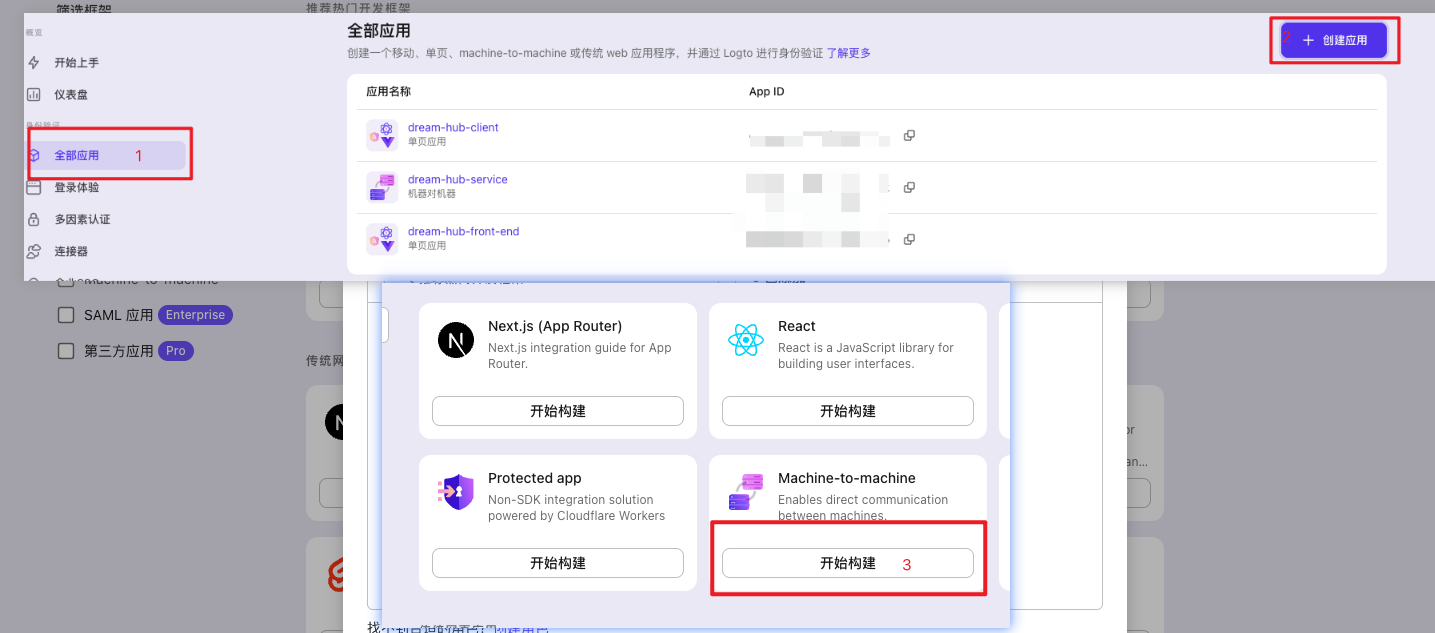 筛选框架
推荐热门开发框架
概览
开始上手
仪表盘
身份验证
全部应用
1
登录体验
多因素认证
连接器
全部应用
创建一个移动、单页、machine-to-machine 或传统 web 应用程序，并通过 Logto 进行身份验证 了解更多
2
+ 创建应用
应用名称
App ID
dream-hub-client
单页应用
dream-hub-service
机器对机器
dream-hub-front-end
单页应用
machine-to-machine
SAML 应用
Enterprise
第三方应用
Pro
传统网
Next.js (App Router)
Next.js integration guide for App
Router.
开始构建
React
React is a JavaScript library for
building user interfaces.
开始构建
Protected app
Non-SDK integration solution
powered by Cloudflare Workers
开始构建
Machine-to-machine
Enables direct communication
between machines.
开始构建
3
or
an...